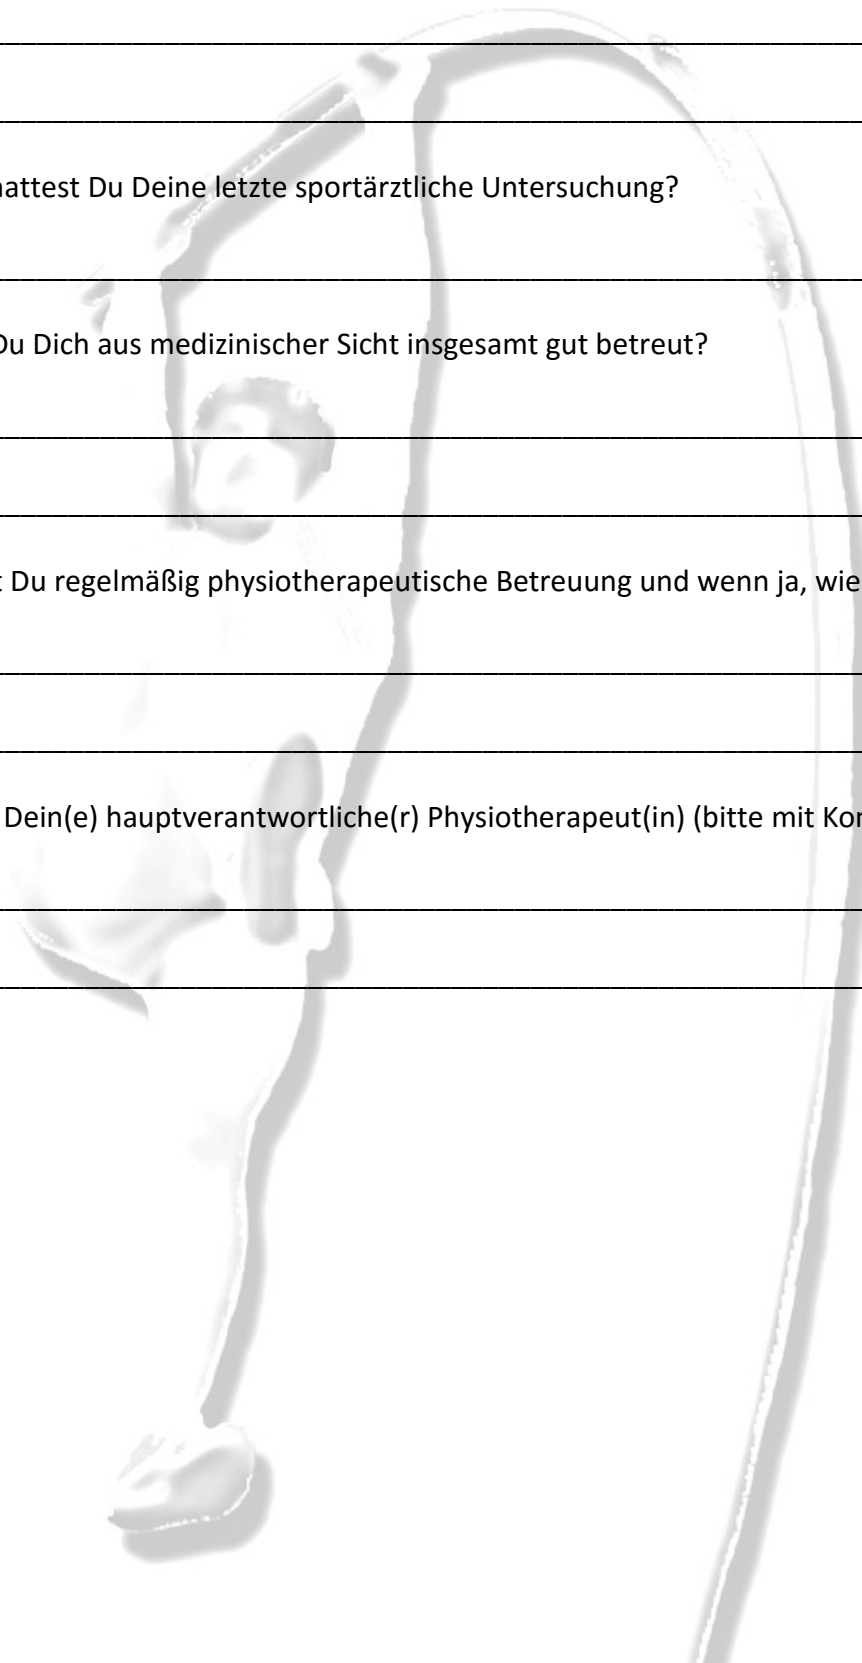 hattest Du Deine letzte sportärztliche Untersuchung?
Du Dich aus medizinischer Sicht insgesamt gut betreut?
Du regelmäßig physiotherapeutische Betreuung und wenn ja, wie
Dein(e) hauptverantwortliche(r) Physiotherapeut(in) (bitte mit Kon